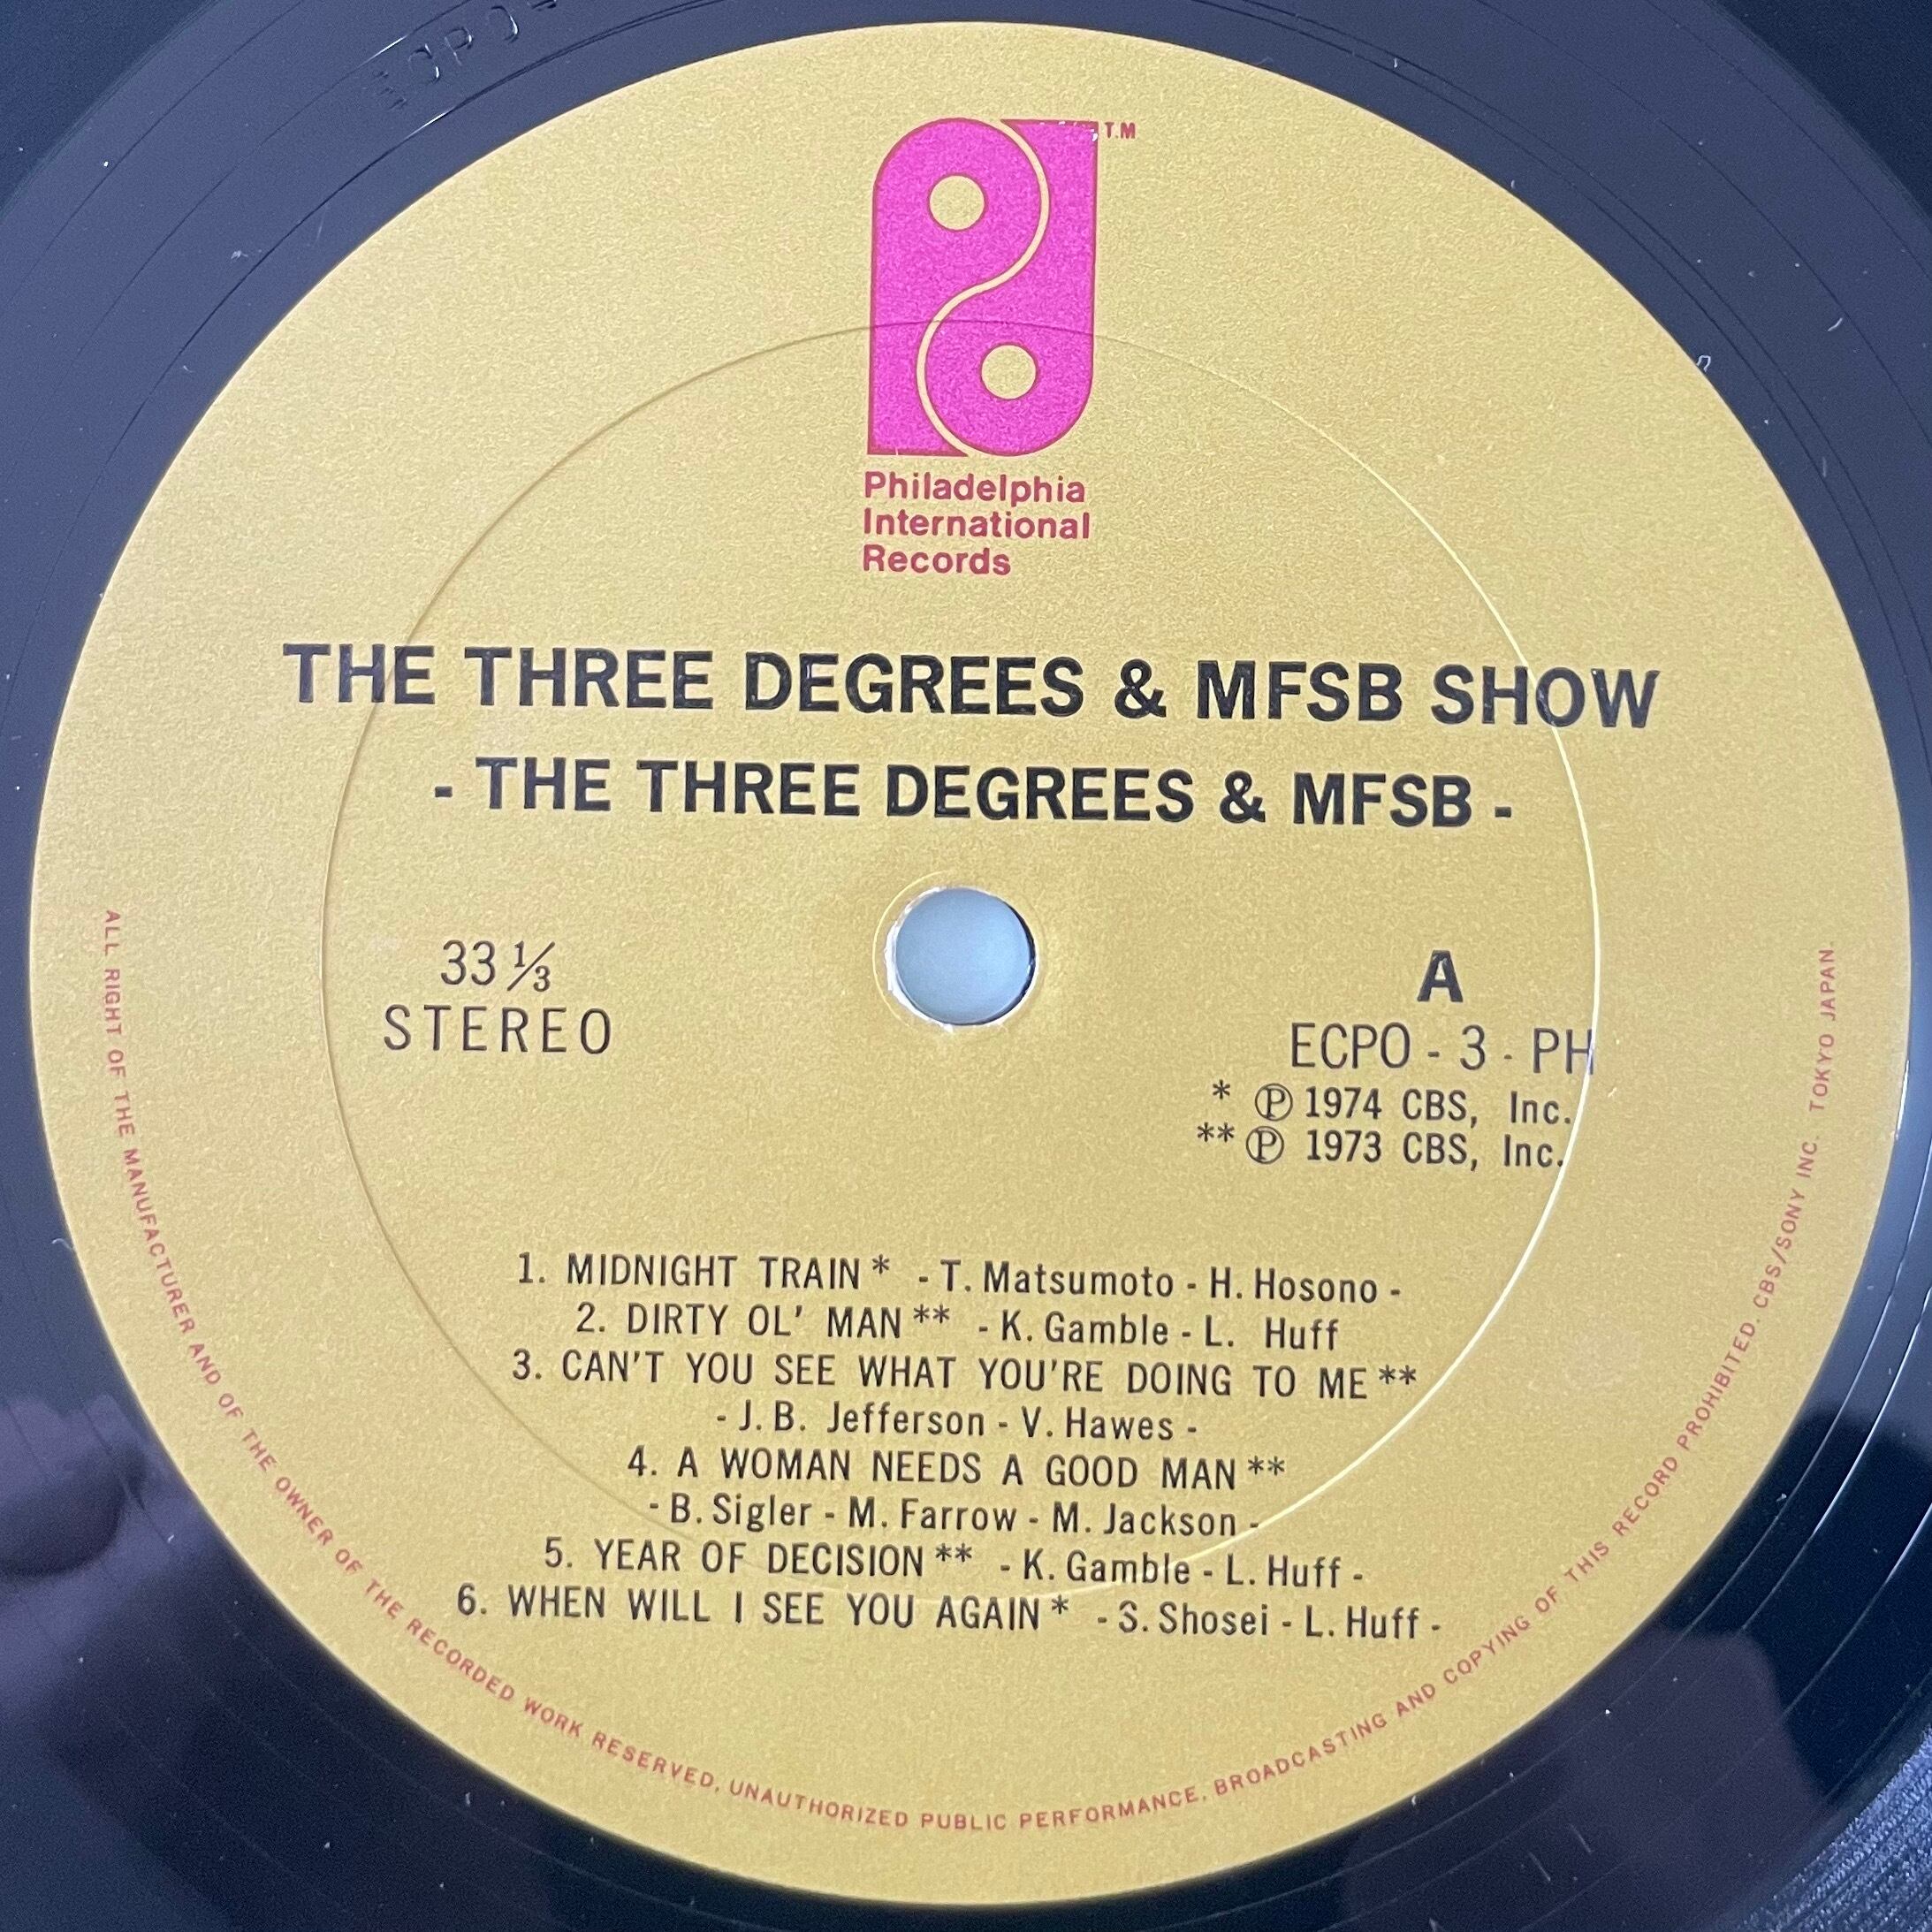 T.M
Philadelphia
International
Records
THE THREE DEGREES & MFSB SHOW
- THE THREE DEGREES & MFSB -
33 ⅓
STEREO
A
ECPO - 3 - PH
* Ⓟ 1974 CBS, Inc.
** Ⓟ 1973 CBS, Inc.
1. MIDNIGHT TRAIN * - T. Matsumoto - H. Hosono -
2. DIRTY OL' MAN ** - K. Gamble - L. Huff
3. CAN'T YOU SEE WHAT YOU'RE DOING TO ME **
- J. B. Jefferson - V. Hawes -
4. A WOMAN NEEDS A GOOD MAN **
- B. Sigler - M. Farrow - M. Jackson -
5. YEAR OF DECISION ** - K. Gamble - L. Huff -
6. WHEN WILL I SEE YOU AGAIN * - S. Shosei - L. Huff -
ALL RIGHT OF THE MANUFACTURER AND OF THE OWNER OF THE RECORDED WORK RESERVED, UNAUTHORIZED PUBLIC PERFORMANCE, BROADCASTING AND COPYING OF THIS RECORD PROHIBITED. CBS/SONY INC. TOKYO JAPAN.